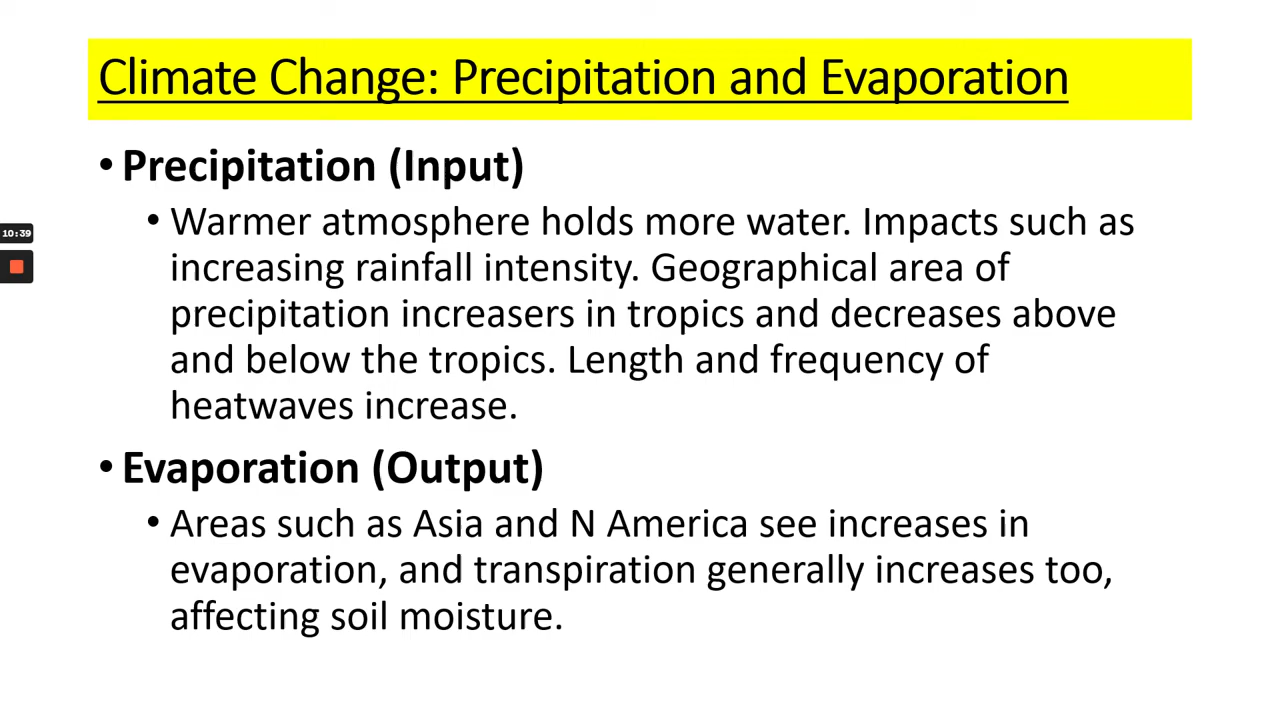 Climate Change: Precipitation and Evaporation
• Precipitation (Input)
• Warmer atmosphere holds more water. Impacts such as
increasing rainfall intensity. Geographical area of
precipitation increasers in tropics and decreases above
and below the tropics. Length and frequency of
heatwaves increase.
10:39
• Evaporation (Output)
• Areas such as Asia and N America see increases in
evaporation, and transpiration generally increases too,
affecting soil moisture.